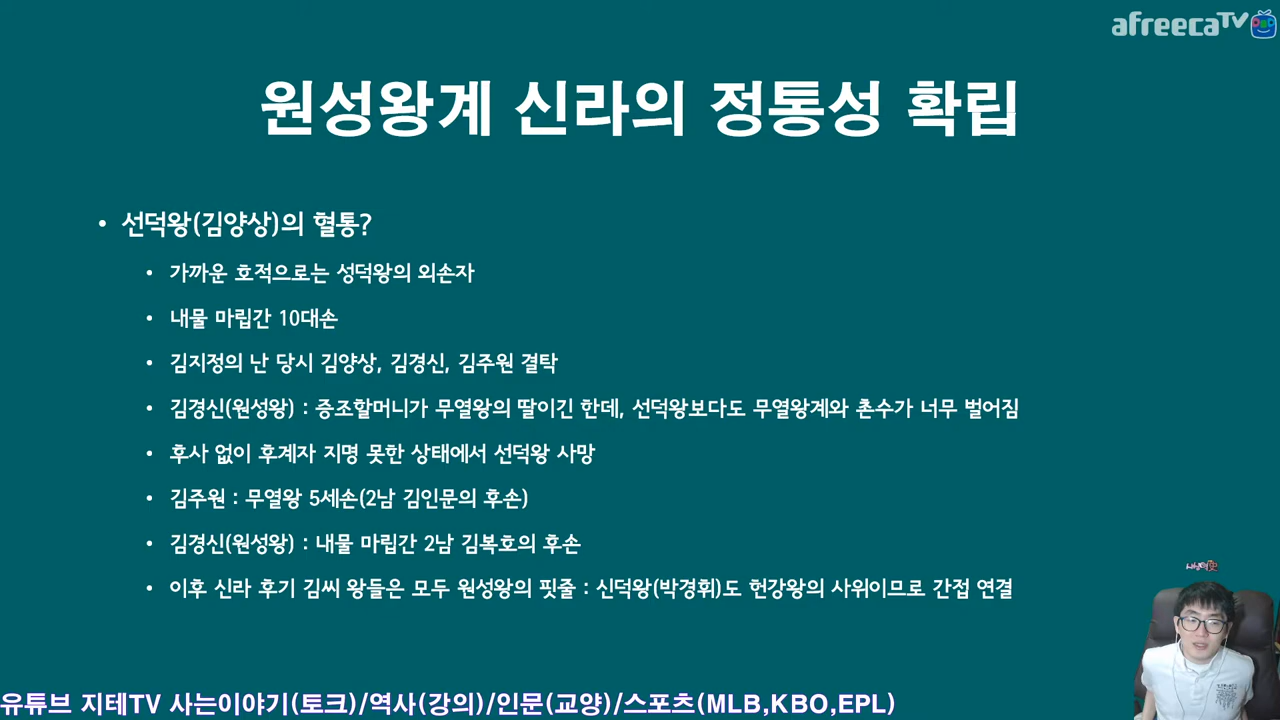 afreecaTV
원성왕계 신라의 정통성 확립
• 선덕왕(김양상)의 혈통?
• 가까운 호적으로는 성덕왕의 외손자
• 내물 마립간 10대손
• 김지정의 난 당시 김양상, 김경신, 김주원 결탁
• 김경신(원성왕) : 증조할머니가 무열왕의 딸이긴 한데, 선덕왕보다도 무열왕계와 촌수가 너무 벌어짐
• 후사 없이 후계자 지명 못한 상태에서 선덕왕 사망
• 김주원 : 무열왕 5세손(2남 김인문의 후손)
• 김경신(원성왕) : 내물 마립간 2남 김복호의 후손
• 이후 신라 후기 김씨 왕들은 모두 원성왕의 핏줄 : 신덕왕(박경휘)도 헌강왕의 사위이므로 간접 연결
유튜브 지테TV 사는이야기(토크)/역사(강의)/인문(교양)/스포츠(MLB,KBO,EPL)